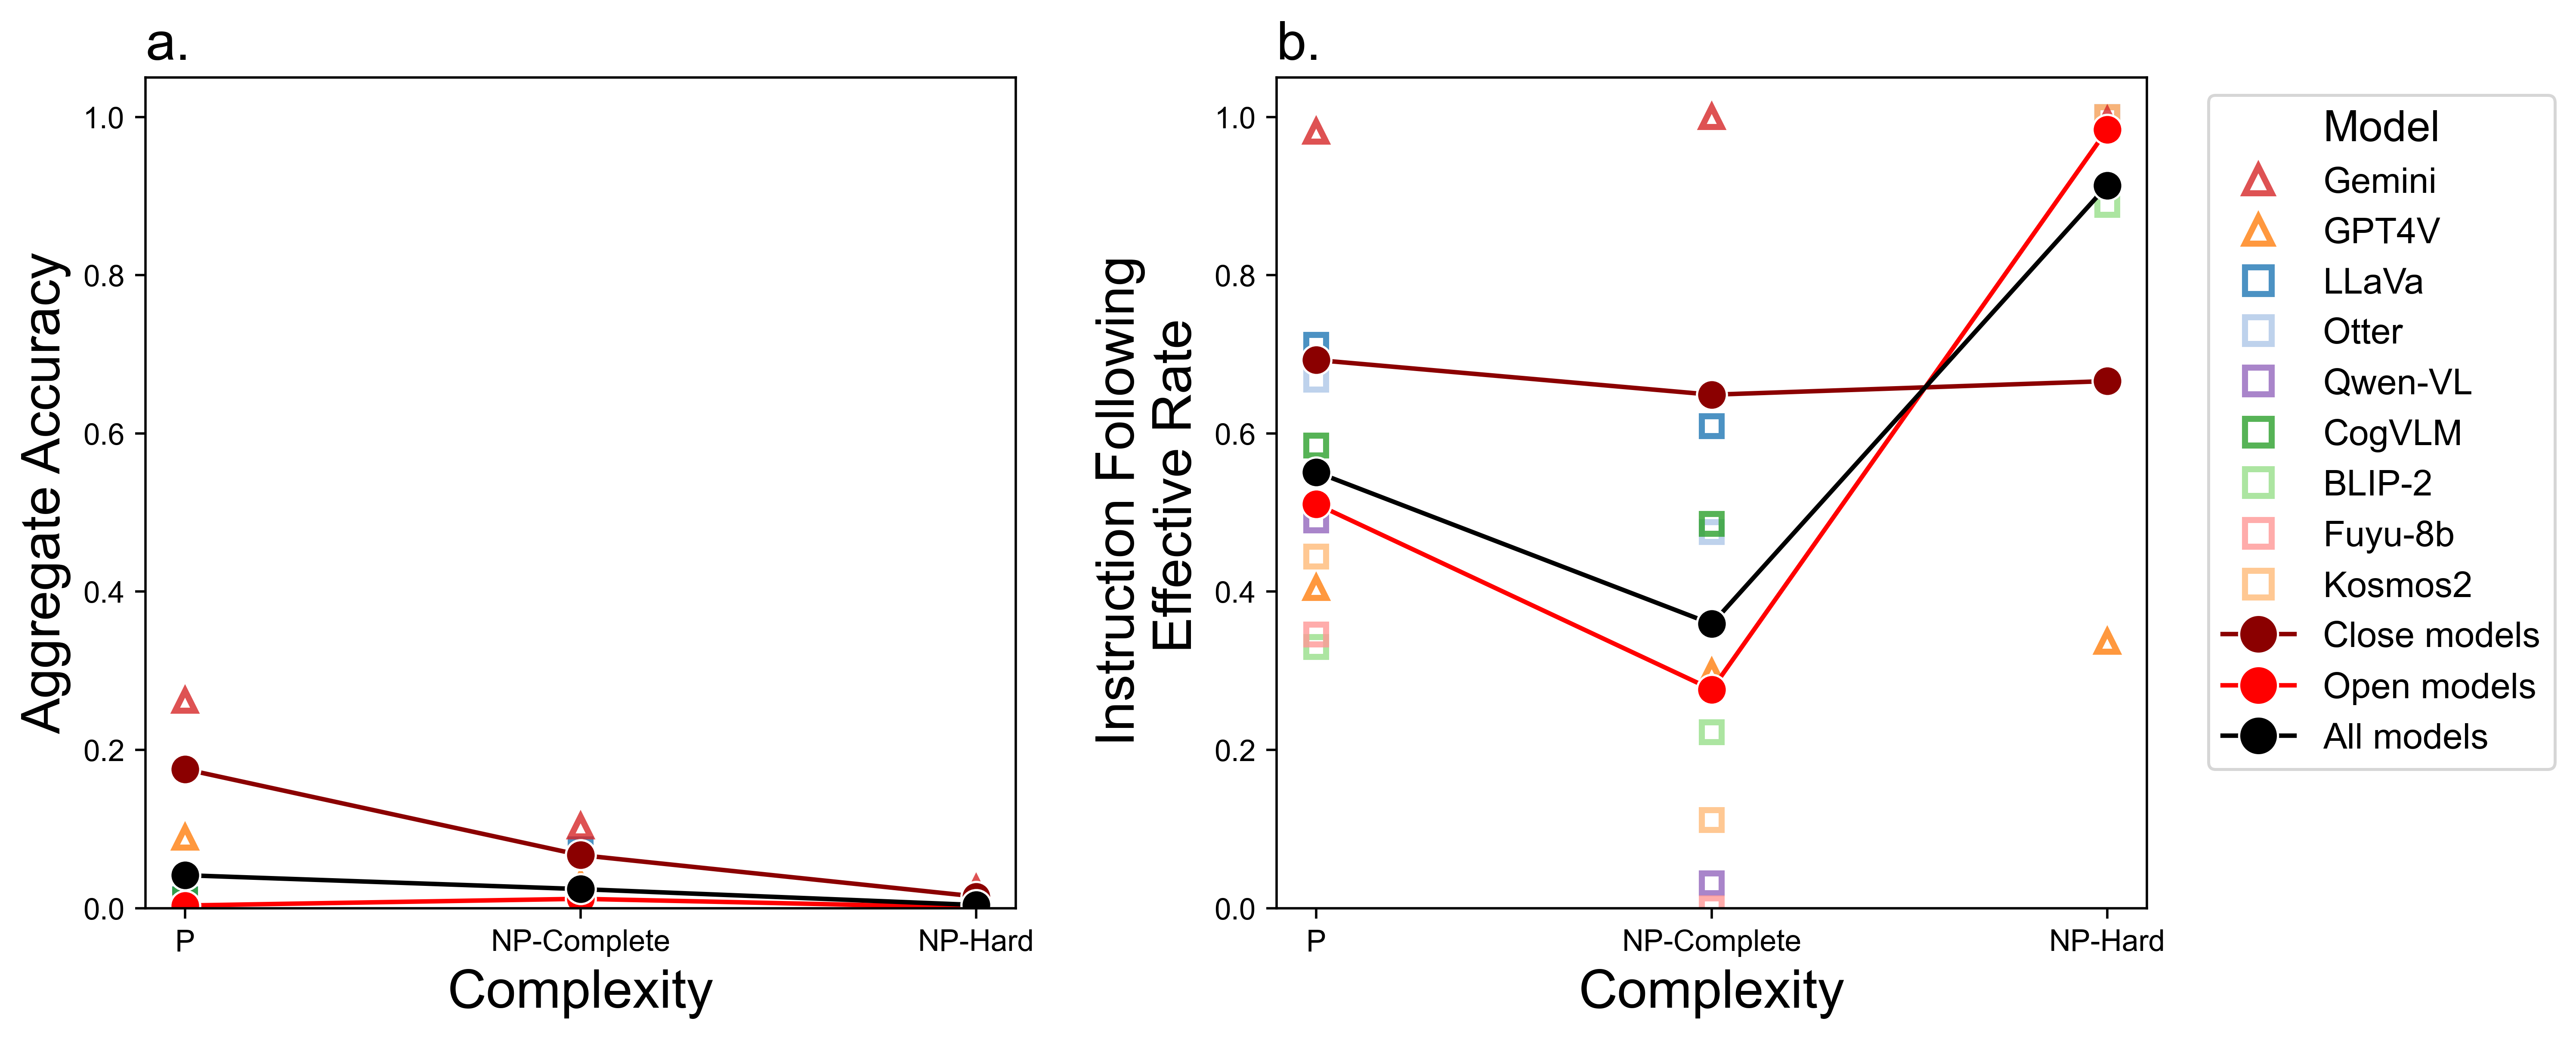 a.
1.0
0.8
0.6
0.4
0.2
0.0
Aggregate Accuracy
P
NP-Complete
NP-Hard
Complexity
b.
1.0
0.8
0.6
0.4
0.2
0.0
Instruction Following
Effective Rate
P
NP-Complete
NP-Hard
Complexity
Model
Gemini
GPT4V
LLaVa
Otter
Qwen-VL
CogVLM
BLIP-2
Fuyu-8b
Kosmos2
Close models
Open models
All models